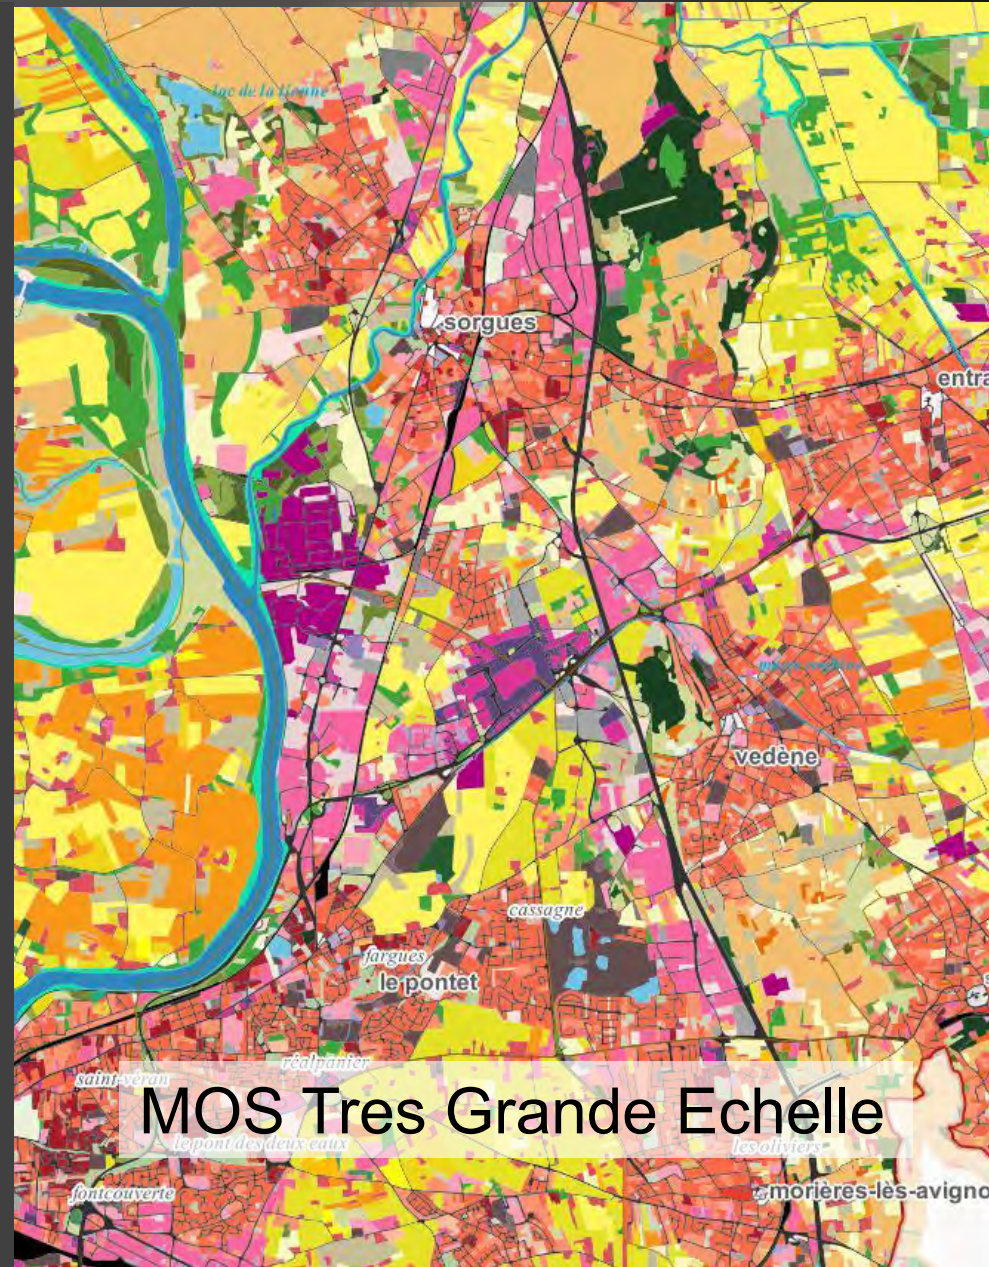 lac de la lionne
sorgues
entra
vedène
cassagne
fargues
le pontet
réalpanier
saint-véran
MOS Tres Grande Echelle
le pont des deux eaux
les oliviers
fontcouverte
morières-lès-avigno